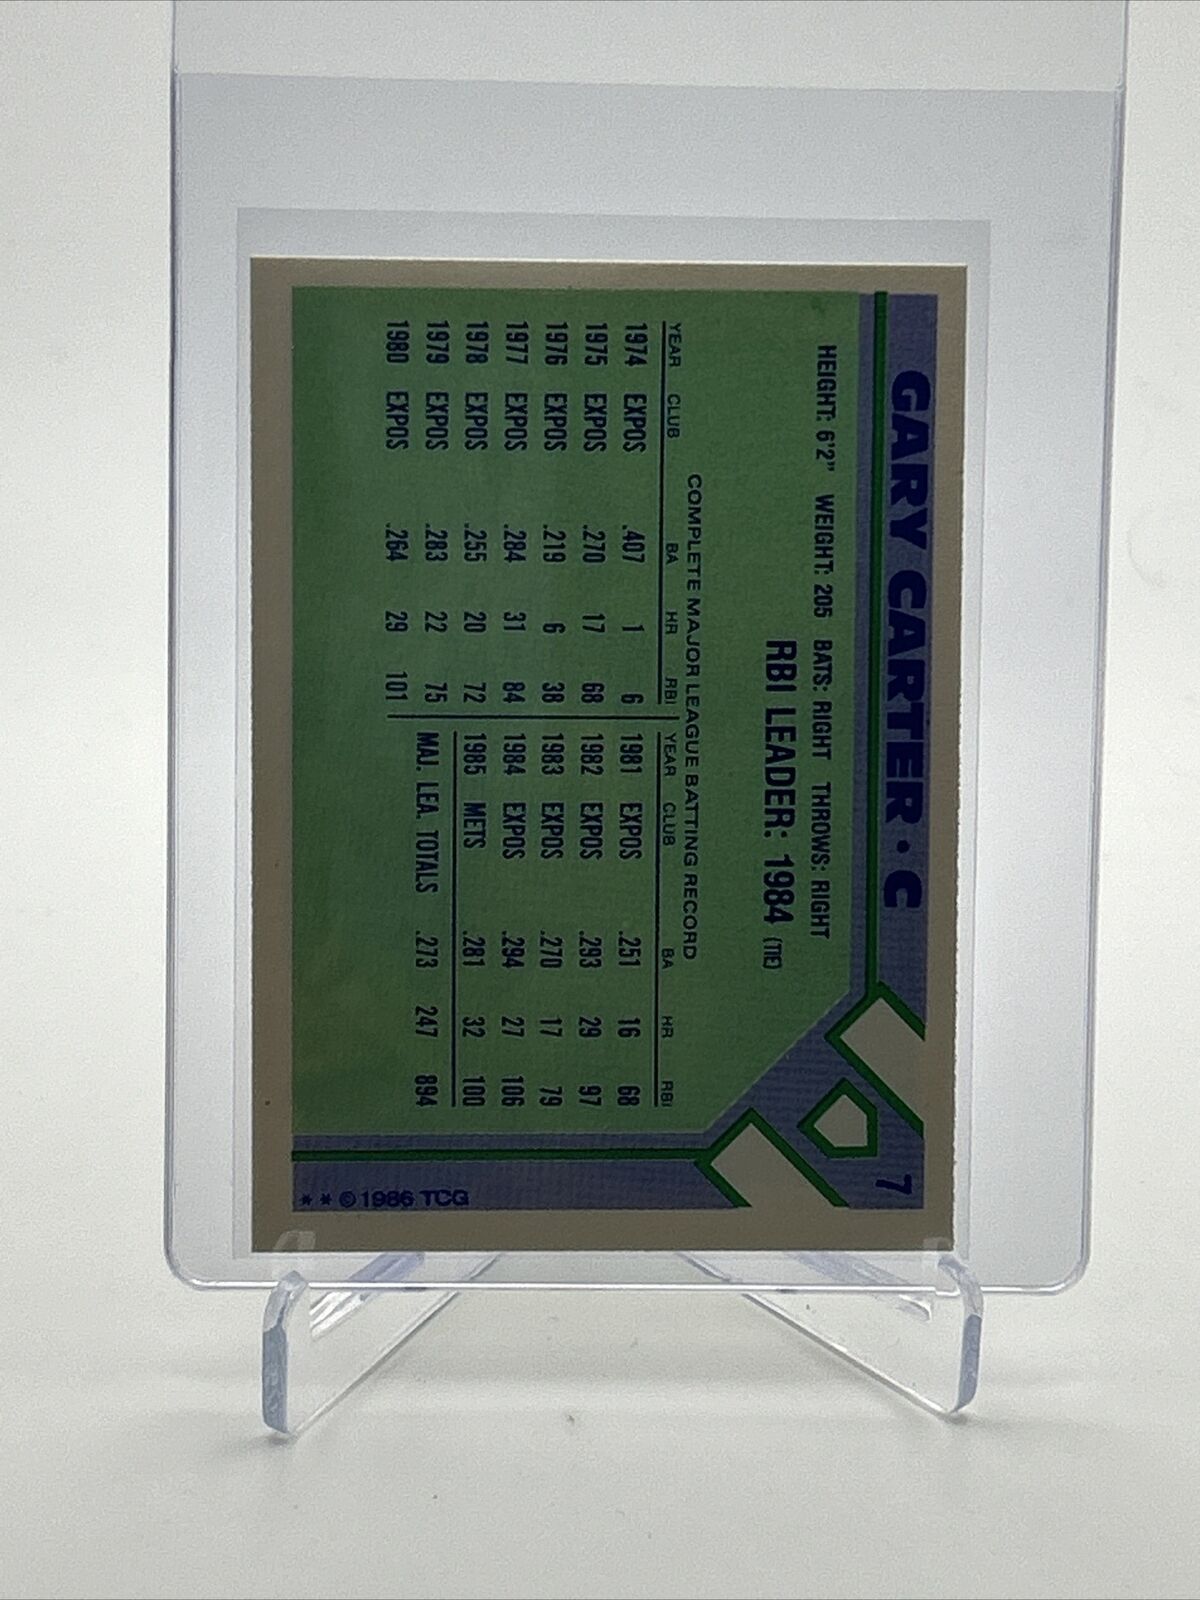 GARY CARTER • C
7
HEIGHT: 6'2" WEIGHT: 205 BATS: RIGHT THROWS: RIGHT
RBI LEADER: 1984 (TIE)
COMPLETE MAJOR LEAGUE BATTING RECORD
YEAR CLUB BA HR RBI
1974 EXPOS .407 1 6
1975 EXPOS .270 17 68
1976 EXPOS .219 6 38
1977 EXPOS .284 31 84
1978 EXPOS .255 20 72
1979 EXPOS .283 22 75
1980 EXPOS .264 29 101
YEAR CLUB BA HR RBI
1981 EXPOS .251 16 68
1982 EXPOS .293 29 97
1983 EXPOS .270 17 79
1984 EXPOS .294 27 106
1985 METS .281 32 100
MAJ. LEA. TOTALS .273 247 894
* * © 1986 TCG